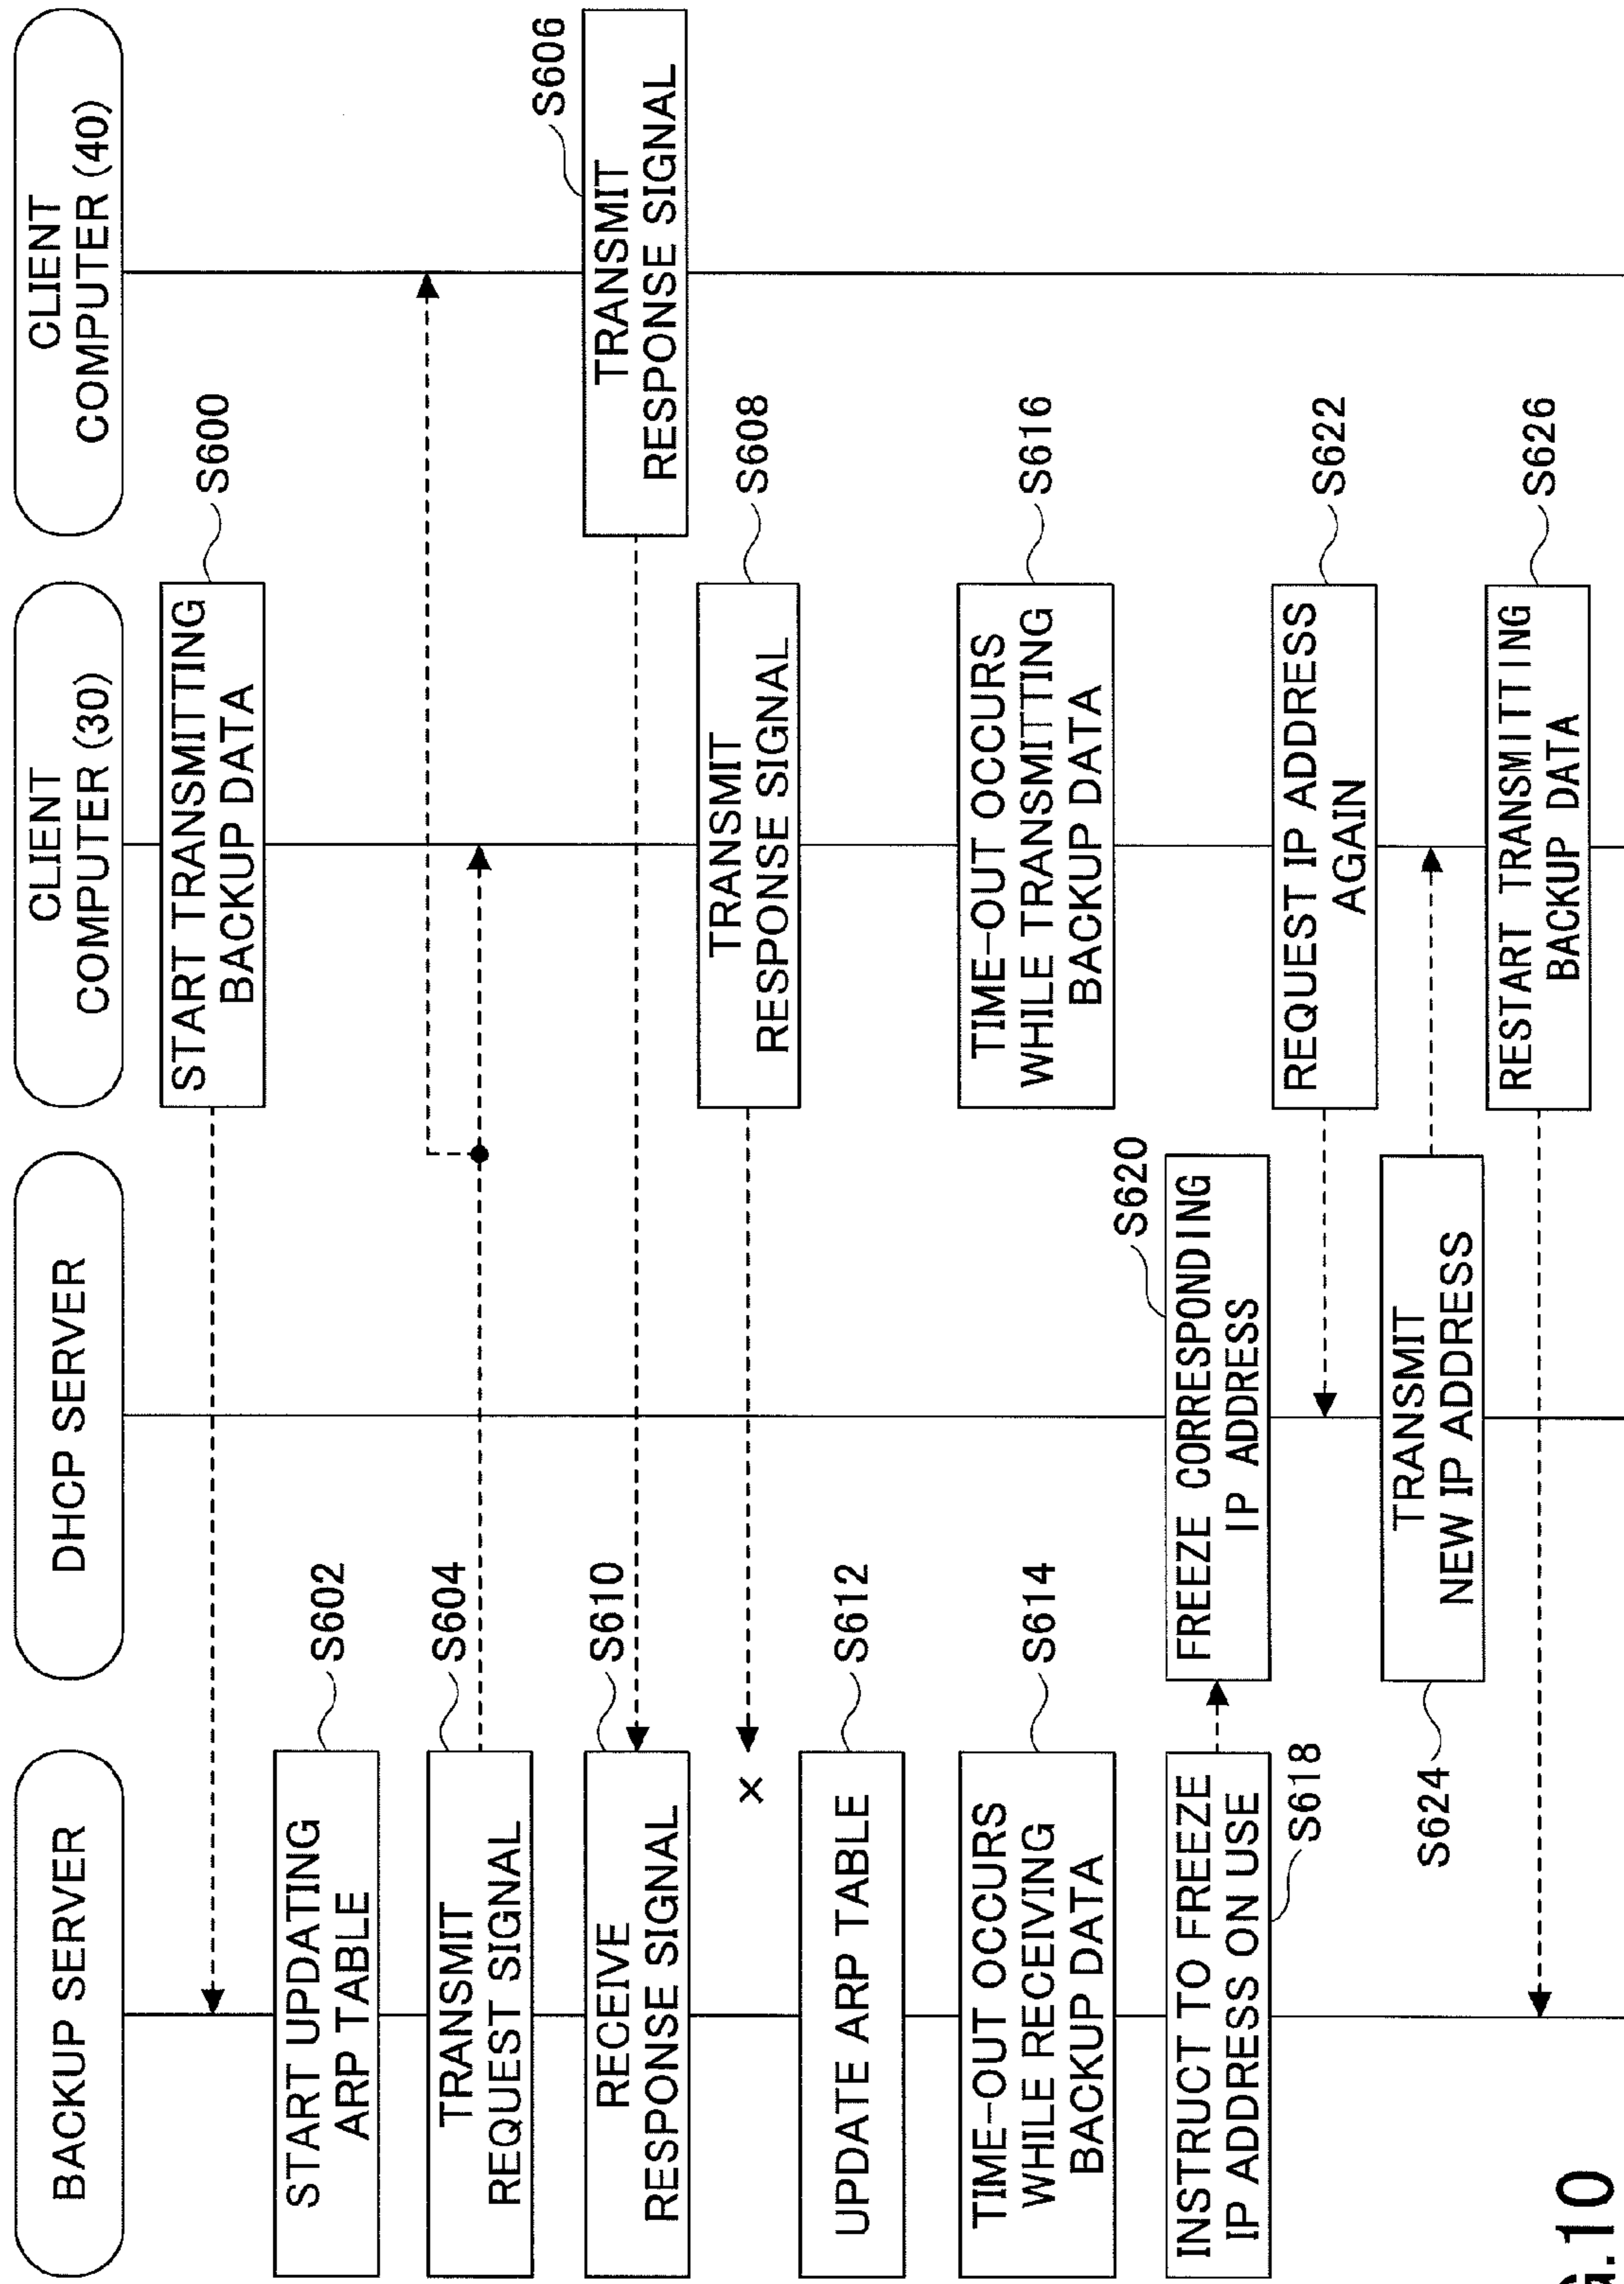 BACKUP SERVER
DHCP SERVER
CLIENT
COMPUTER (30)
CLIENT
COMPUTER (40)
START TRANSMITTING
BACKUP DATA
S600
START UPDATING
ARP TABLE
S602
TRANSMIT
REQUEST SIGNAL
S604
TRANSMIT
RESPONSE SIGNAL
S606
RECEIVE
RESPONSE SIGNAL
S610
TRANSMIT
RESPONSE SIGNAL
S608
x
UPDATE ARP TABLE
S612
TIME-OUT OCCURS
WHILE RECEIVING
BACKUP DATA
S614
TIME-OUT OCCURS
WHILE TRANSMITTING
BACKUP DATA
S616
INSTRUCT TO FREEZE
IP ADDRESS ON USE
S618
FREEZE CORRESPONDING
IP ADDRESS
S620
REQUEST IP ADDRESS
AGAIN
S622
TRANSMIT
NEW IP ADDRESS
S624
RESTART TRANSMITTING
BACKUP DATA
S626
G.10